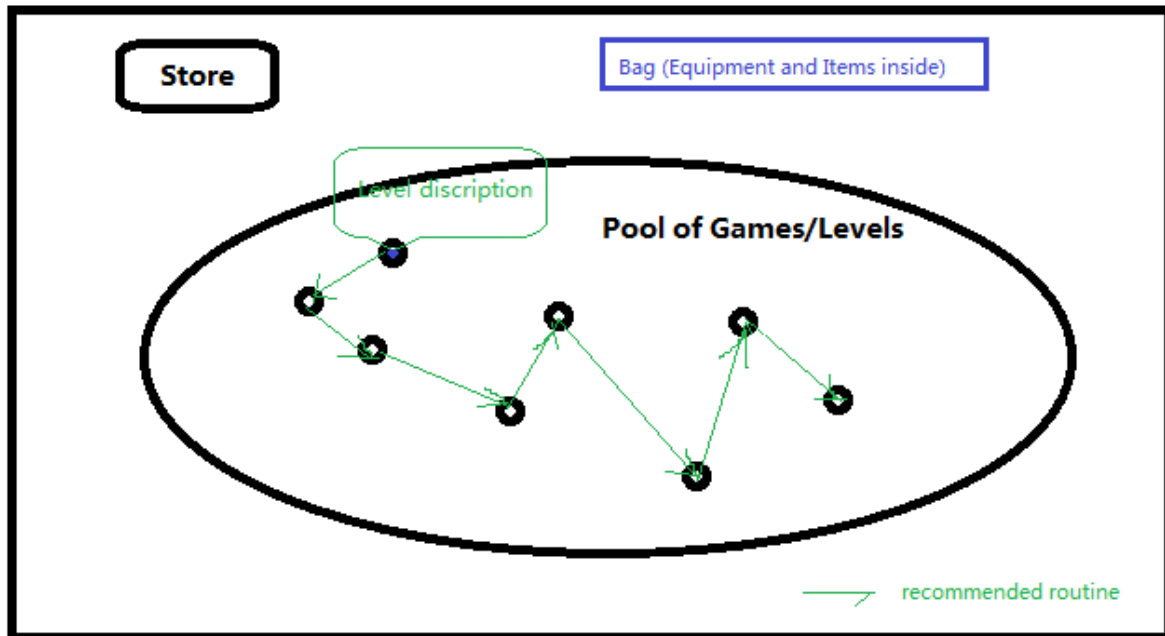 Store
Bag (Equipment and Items inside)
Level discription
Pool of Games/Levels
recommended routine